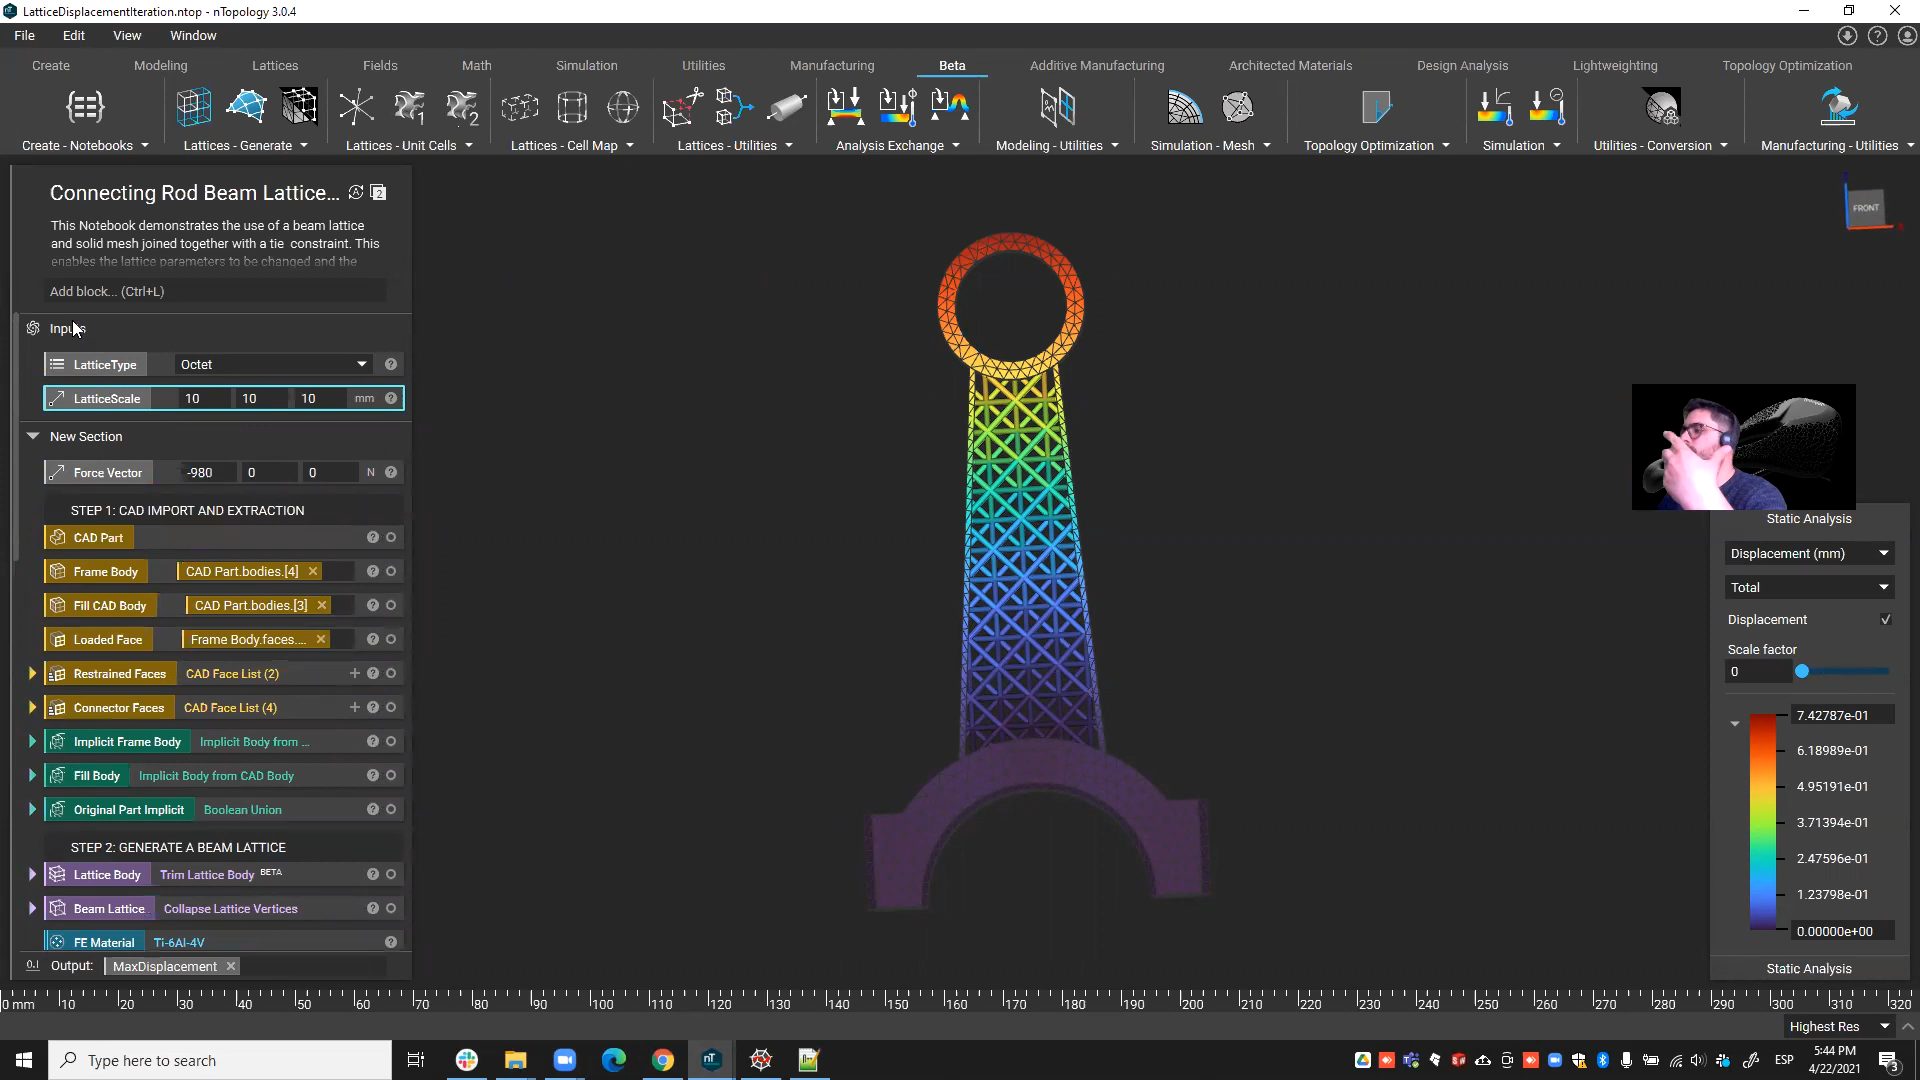 LatticeDisplacementIteration.ntop - nTopology 3.0.4
File Edit View Window
Create Modeling Lattices Fields Math Simulation Utilities Manufacturing Beta Additive Manufacturing Architected Materials Design Analysis Lightweighting Topology Optimization
Create - Notebooks Lattices - Generate Lattices - Unit Cells Lattices - Cell Map Lattices - Utilities Analysis Exchange Modeling - Utilities Simulation - Mesh Topology Optimization Simulation Utilities - Conversion Manufacturing - Utilities
Connecting Rod Beam Lattice...
This Notebook demonstrates the use of a beam lattice
and solid mesh joined together with a tie constraint. This
enables the lattice parameters to be changed and the
Add block... (Ctrl+L)
Inputs
LatticeType Octet
LatticeScale 10 10 10 mm
New Section
Force Vector -980 0 0 N
STEP 1: CAD IMPORT AND EXTRACTION
CAD Part
Frame Body CAD Part.bodies.[4]
Fill CAD Body CAD Part.bodies.[3]
Loaded Face Frame Body.faces....
Restrained Faces CAD Face List (2)
Connector Faces CAD Face List (4)
Implicit Frame Body Implicit Body from ...
Fill Body Implicit Body from CAD Body
Original Part Implicit Boolean Union
STEP 2: GENERATE A BEAM LATTICE
Lattice Body Trim Lattice Body BETA
Beam Lattice. Collapse Lattice Vertices
FE Material Ti-6Al-4V
0.1 Output: MaxDisplacement
FRONT
Static Analysis
Displacement (mm)
Total
Displacement
Scale factor
0
7.42787e-01
6.18989e-01
4.95191e-01
3.71394e-01
2.47596e-01
1.23798e-01
0.00000e+00
Static Analysis
0 mm 10 20 30 40 50 60 70 80 90 100 110 120 130 140 150 160 170 180 190 200 210 220 230 240 250 260 270 280 290 300 310 320
Highest Res
Type here to search
nT
ESP
5:44 PM
4/22/2021
3